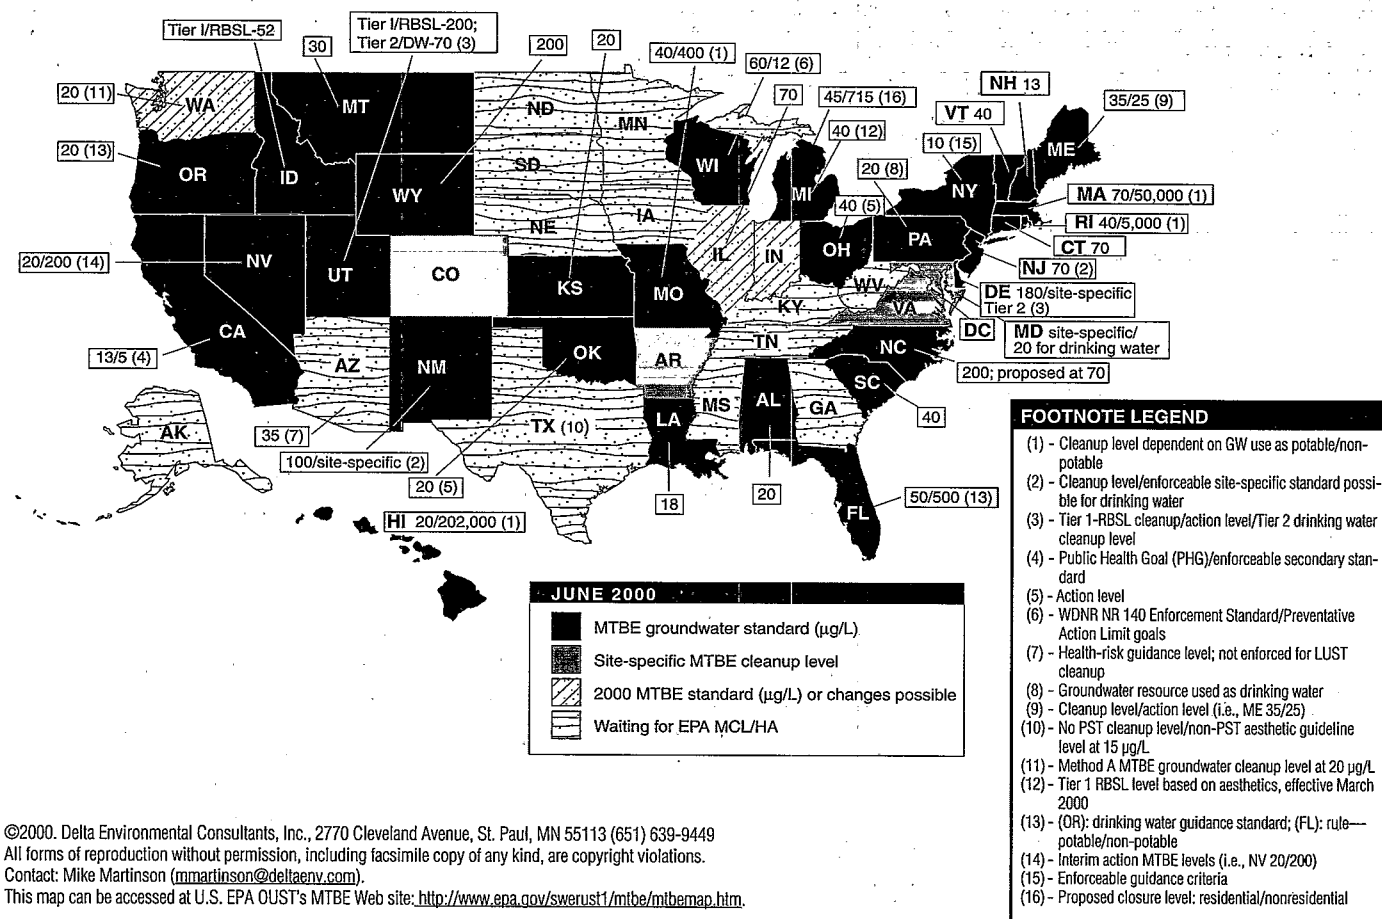 Tier I/RBSL-52
30
Tier I/RBSL-200;
Tier 2/DW-70 (3)
200
20
40/400 (1)
60/12 (6)
70
45/715 (16)
40 (12)
20 (8)
40 (5)
10 (15)
VT 40
NH 13
35/25 (9)
20 (11)
20 (13)
20/200 (14)
13/5 (4)
35 (7)
100/site-specific (2)
20 (5)
18
20
50/500 (13)
40
200; proposed at 70
MA 70/50,000 (1)
RI 40/5,000 (1)
CT 70
NJ 70 (2)
DE 180/site-specific
Tier 2 (3)
DC
MD site-specific/
20 for drinking water
HI 20/202,000 (1)
WA
OR
ID
MT
WY
NV
UT
CO
CA
AZ
NM
ND
SD
NE
KS
OK
TX (10)
MN
IA
MO
AR
LA
WI
IL
IN
MI
OH
KY
TN
MS
AL
GA
FL
SC
NC
VA
WV
PA
NY
ME
AK
JUNE 2000
MTBE groundwater standard (µg/L)
Site-specific MTBE cleanup level
2000 MTBE standard (µg/L) or changes possible
Waiting for EPA MCL/HA
FOOTNOTE LEGEND
(1) - Cleanup level dependent on GW use as potable/non-
potable
(2) - Cleanup level/enforceable site-specific standard possi-
ble for drinking water
(3) - Tier 1-RBSL cleanup/action level/Tier 2 drinking water
cleanup level
(4) - Public Health Goal (PHG)/enforceable secondary stan-
dard
(5) - Action level
(6) - WDNR NR 140 Enforcement Standard/Preventative
Action Limit goals
(7) - Health-risk guidance level; not enforced for LUST
cleanup
(8) - Groundwater resource used as drinking water
(9) - Cleanup level/action level (i.e., ME 35/25)
(10) - No PST cleanup level/non-PST aesthetic guideline
level at 15 µg/L
(11) - Method A MTBE groundwater cleanup level at 20 µg/L
(12) - Tier 1 RBSL level based on aesthetics, effective March
2000
(13) - (OR): drinking water guidance standard; (FL): rule—
potable/non-potable
(14) - Interim action MTBE levels (i.e., NV 20/200)
(15) - Enforceable guidance criteria
(16) - Proposed closure level: residential/nonresidential
©2000. Delta Environmental Consultants, Inc., 2770 Cleveland Avenue, St. Paul, MN 55113 (651) 639-9449
All forms of reproduction without permission, including facsimile copy of any kind, are copyright violations.
Contact: Mike Martinson (mmartinson@deltaenv.com).
This map can be accessed at U.S. EPA OUST's MTBE Web site: http://www.epa.gov/swerust1/mtbe/mtbemap.htm.